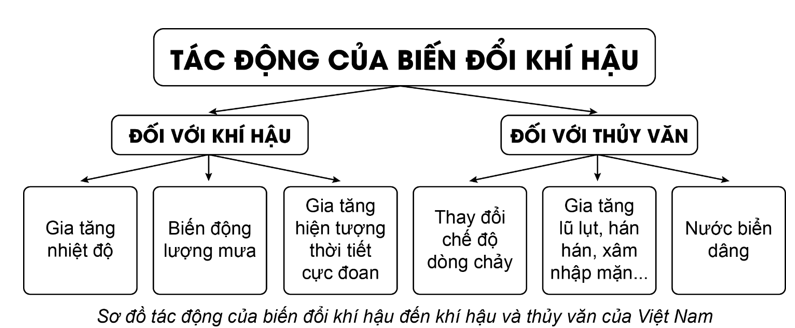 TÁC ĐỘNG CỦA BIẾN ĐỔI KHÍ HẬU
ĐỐI VỚI KHÍ HẬU
ĐỐI VỚI THỦY VĂN
Gia tăng
nhiệt độ
Biến động
lượng mưa
Gia tăng
hiện tượng
thời tiết
cực đoan
Thay đổi
chế độ
dòng chảy
Gia tăng
lũ lụt, hán
hán, xâm
nhập mặn...
Nước biển
dâng
Sơ đồ tác động của biến đổi khí hậu đến khí hậu và thủy văn của Việt Nam